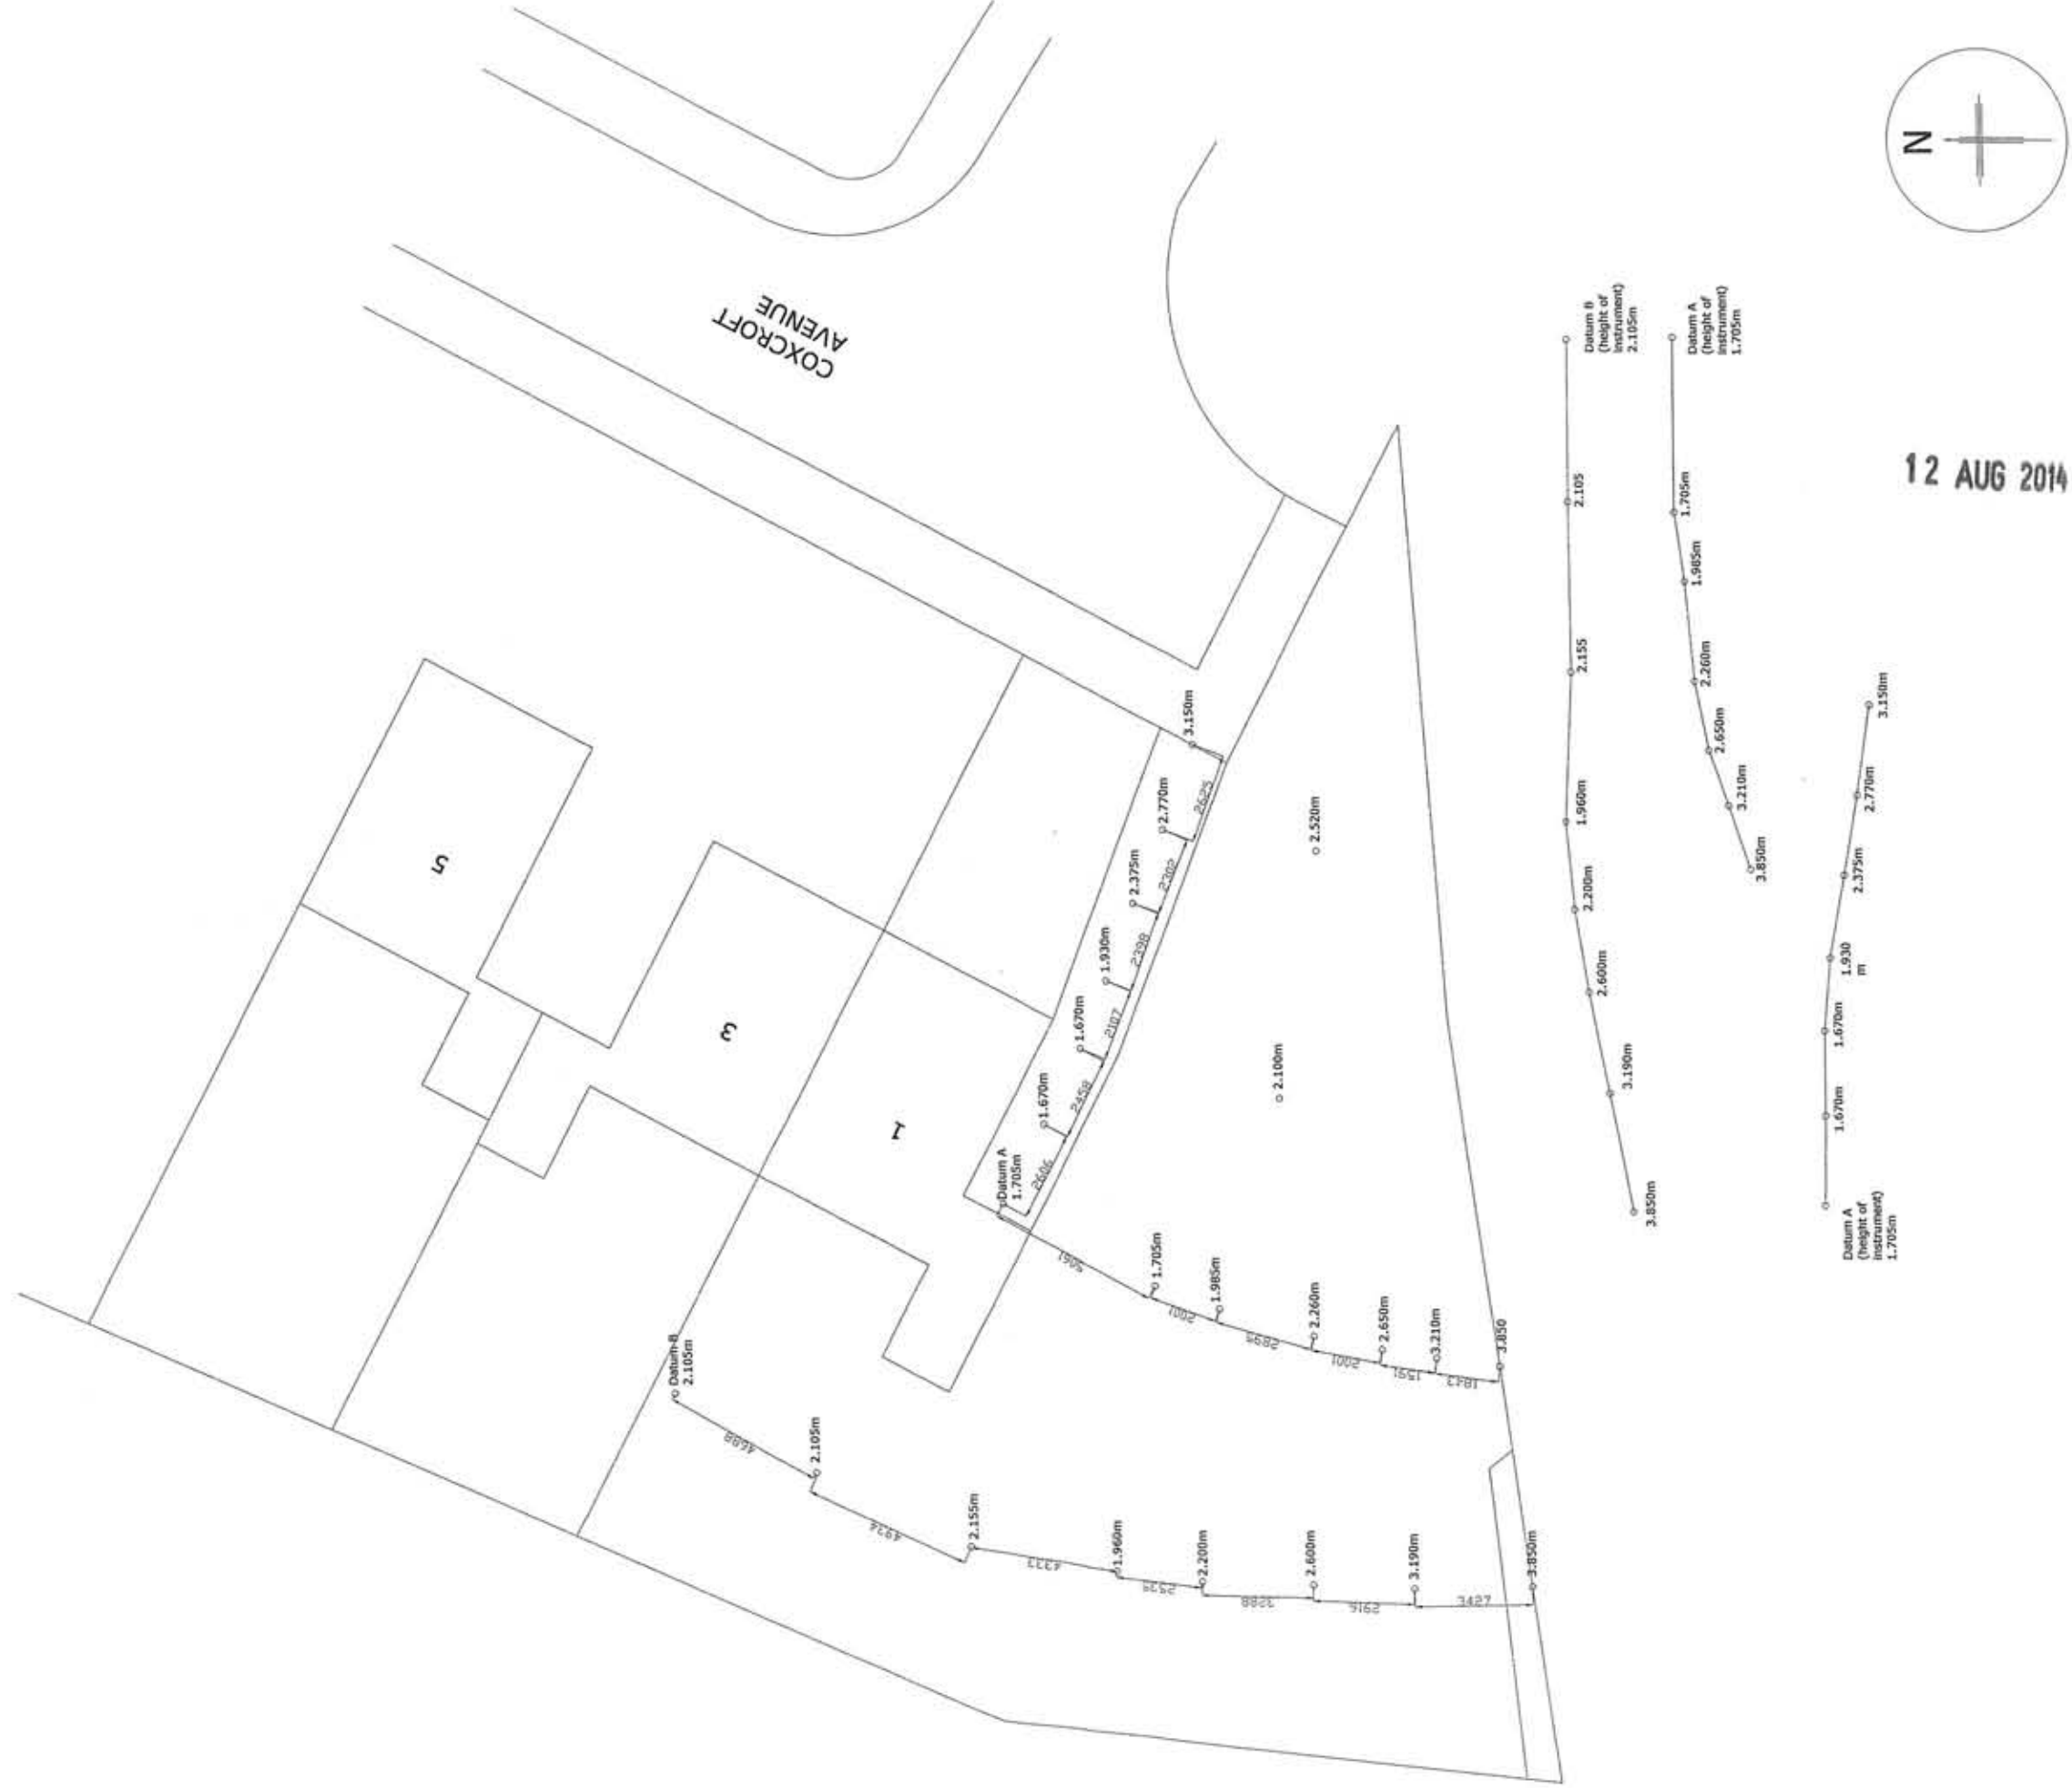 COXCROFT
AVENUE
N
12 AUG 2014
5
3
1
3.150m
2.770m
2.375m
1.930m
1.670m
1.670m
Datum A
1.705m
2625
2302
2398
2107
2458
2606
2.520m
2.100m
5061
1.705m
2001
1.985m
2894
2.260m
2001
2.650m
1591
3.210m
1843
3.850
Datum B
2.105m
4688
2.105m
4934
2.155m
4333
1.960m
2.200m
3288
2.600m
2916
3.190m
3427
3.850m
Datum B
(height of
instrument)
2.105m
2.105
2.155
1.960m
2.200m
2.600m
3.190m
3.850m
Datum A
(height of
instrument)
1.705m
1.705m
1.985m
2.260m
2.650m
3.210m
3.850m
3.150m
2.770m
2.375m
1.930
m
1.670m
1.670m
Datum A
(height of
instrument)
1.705m